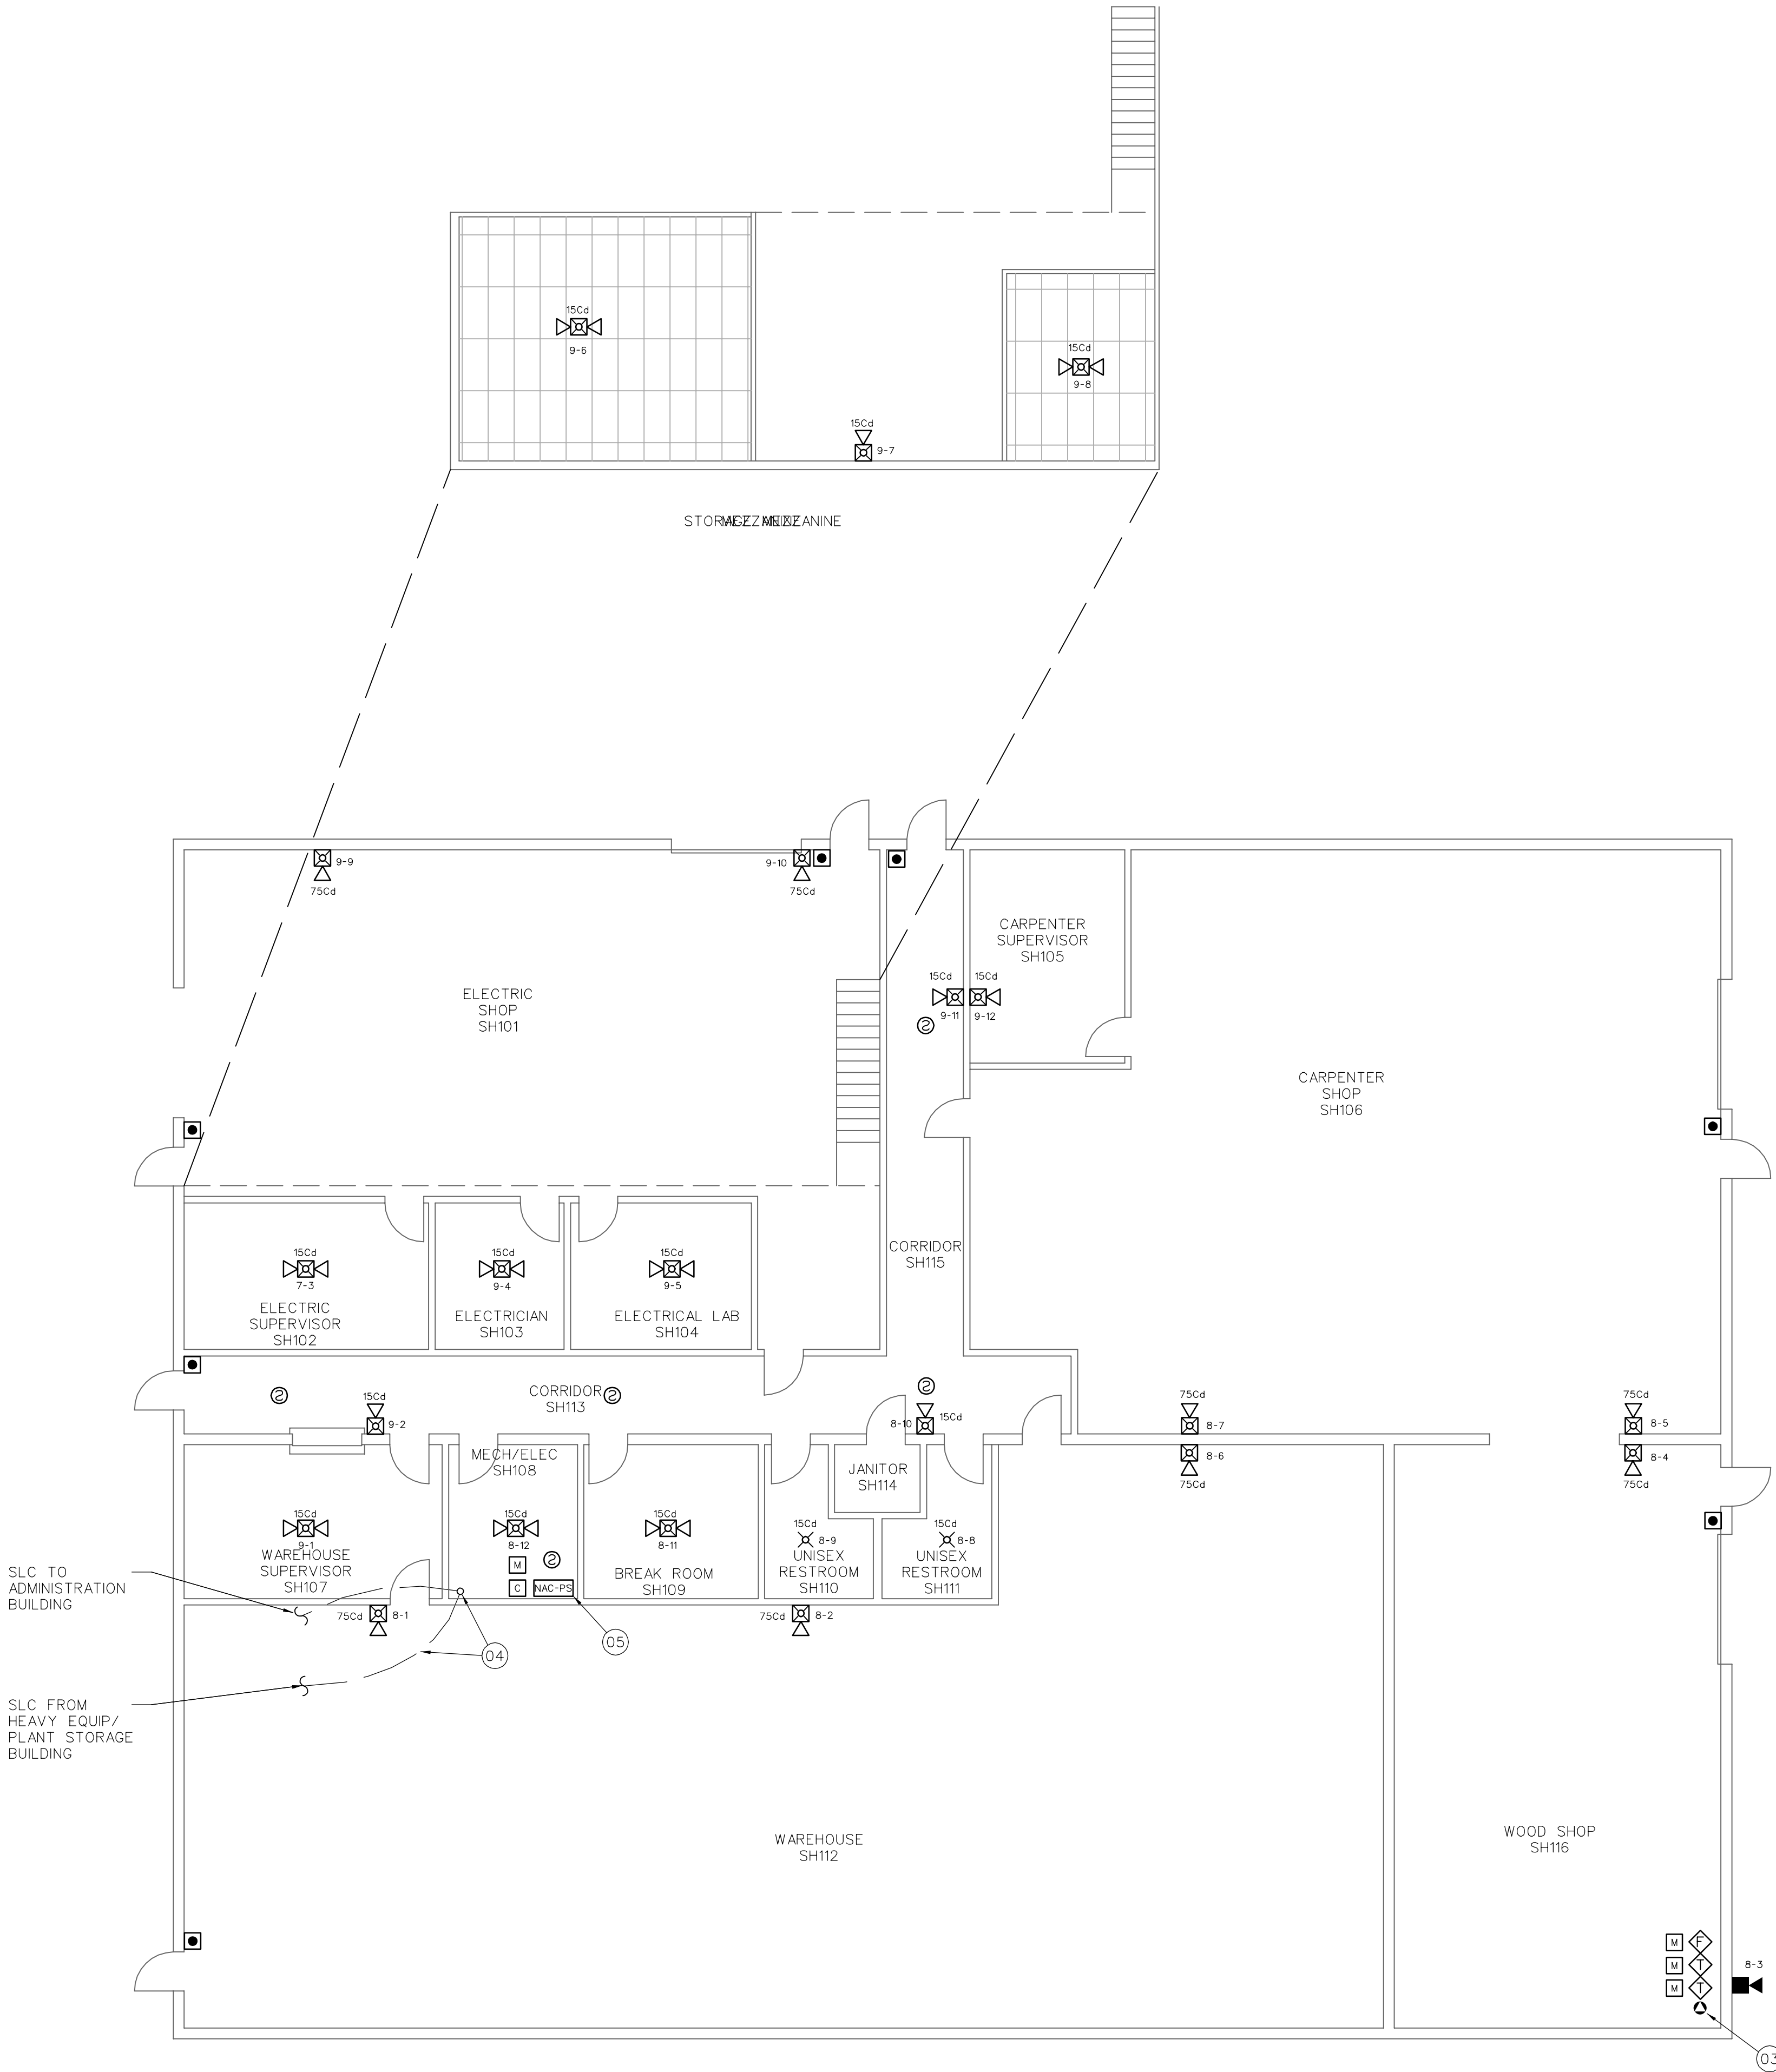 15Cd
9-6
15Cd
9-8
15Cd
9-7
STORAGE MEZZANINE
MEZZANINE
9-9
75Cd
9-10
75Cd
CARPENTER
SUPERVISOR
SH105
15Cd
15Cd
9-11
9-12
S
ELECTRIC
SHOP
SH101
CARPENTER
SHOP
SH106
CORRIDOR
SH115
15Cd
7-3
15Cd
9-4
15Cd
9-5
ELECTRIC
SUPERVISOR
SH102
ELECTRICIAN
SH103
ELECTRICAL LAB
SH104
S
15Cd
9-2
CORRIDOR
SH113
S
S
8-10
15Cd
75Cd
8-7
75Cd
8-5
8-6
75Cd
8-4
75Cd
MECH/ELEC
SH108
JANITOR
SH114
15Cd
9-1
WAREHOUSE
SUPERVISOR
SH107
15Cd
8-12
M
S
C
NAC-PS
15Cd
8-11
BREAK ROOM
SH109
15Cd
8-9
UNISEX
RESTROOM
SH110
15Cd
8-8
UNISEX
RESTROOM
SH111
SLC TO
ADMINISTRATION
BUILDING
75Cd
8-1
75Cd
8-2
04
05
SLC FROM
HEAVY EQUIP/
PLANT STORAGE
BUILDING
WAREHOUSE
SH112
WOOD SHOP
SH116
M
F
M
T
M
T
8-3
03